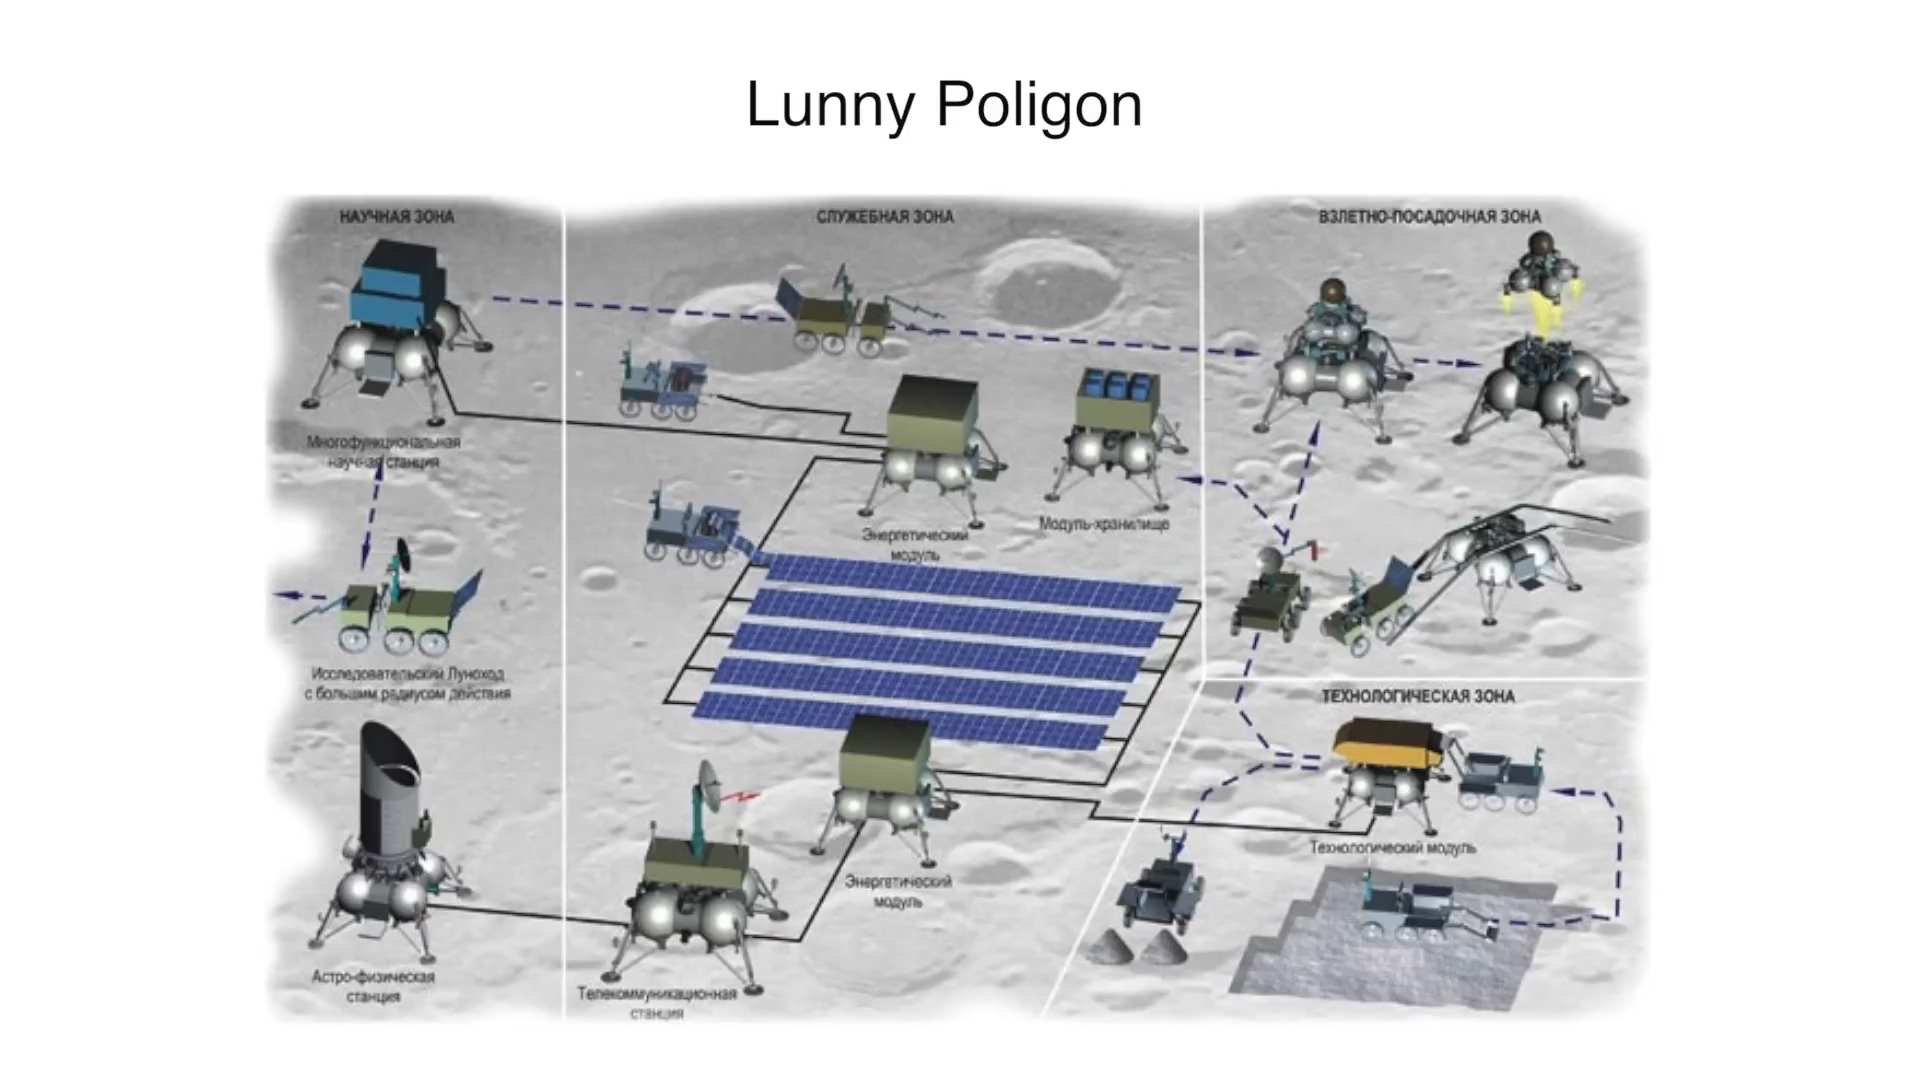 Lunny Poligon
НАУЧНАЯ ЗОНА
СЛУЖЕБНАЯ ЗОНА
ВЗЛЕТНО-ПОСАДОЧНАЯ ЗОНА
Многофункциональная
научная станция
Энергетический
модуль
Модуль-хранилище
Исследовательский Луноход
с большим радиусом действия
ТЕХНОЛОГИЧЕСКАЯ ЗОНА
Технологический модуль
Энергетический
модуль
Астро-физическая
станция
Телекоммуникационная
станция